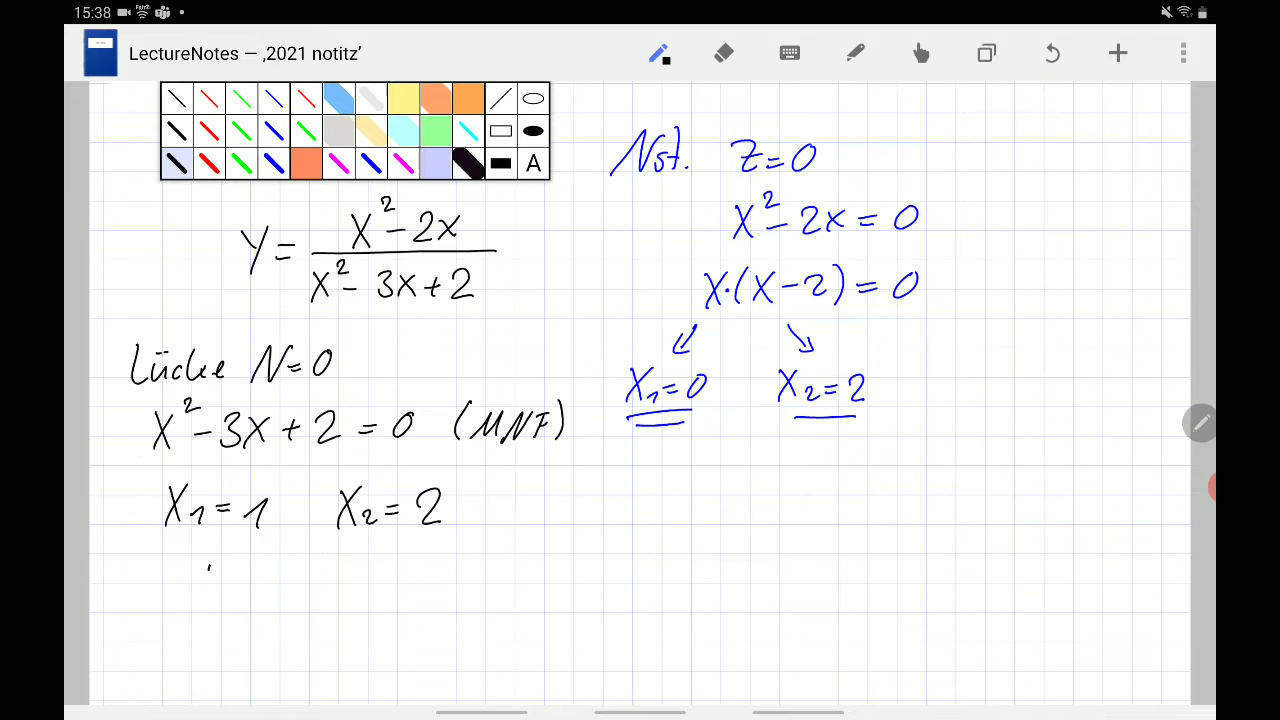 15:38
LectureNotes — ‚2021 notitz’
A
Y = (x² - 2x) / (x² - 3x + 2)
Lücke N=0
x² - 3x + 2 = 0 (MNF)
X₁ = 1 X₂ = 2
Nst. Z=0
x² - 2x = 0
x·(x - 2) = 0
X₁=0 X₂=2